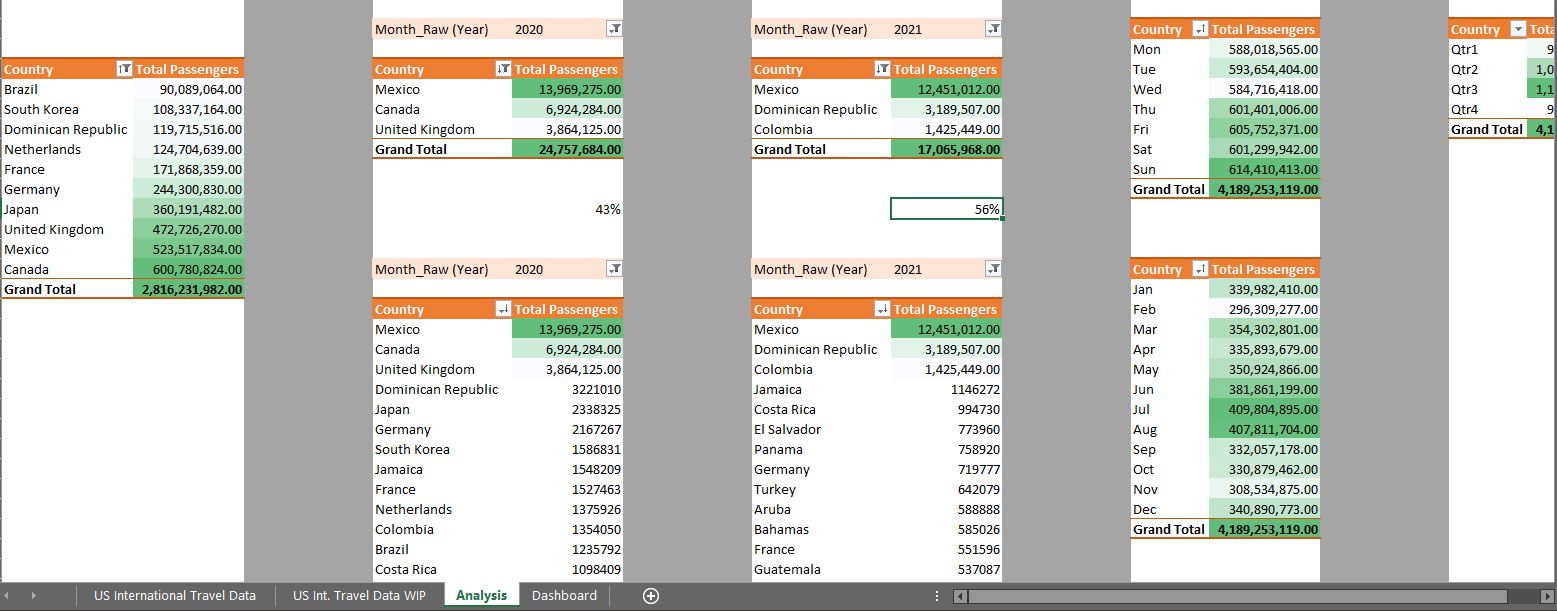 Country Total Passengers
Brazil 90,089,064.00
South Korea 108,337,164.00
Dominican Republic 119,715,516.00
Netherlands 124,704,639.00
France 171,868,359.00
Germany 244,300,830.00
Japan 360,191,482.00
United Kingdom 472,726,270.00
Mexico 523,517,834.00
Canada 600,780,824.00
Grand Total 2,816,231,982.00
Month_Raw (Year) 2020
Country Total Passengers
Mexico 13,969,275.00
Canada 6,924,284.00
United Kingdom 3,864,125.00
Grand Total 24,757,684.00
43%
Month_Raw (Year) 2020
Country Total Passengers
Mexico 13,969,275.00
Canada 6,924,284.00
United Kingdom 3,864,125.00
Dominican Republic 3221010
Japan 2338325
Germany 2167267
South Korea 1586831
Jamaica 1548209
France 1527463
Netherlands 1375926
Colombia 1354050
Brazil 1235792
Costa Rica 1098409
Month_Raw (Year) 2021
Country Total Passengers
Mexico 12,451,012.00
Dominican Republic 3,189,507.00
Colombia 1,425,449.00
Grand Total 17,065,968.00
56%
Month_Raw (Year) 2021
Country Total Passengers
Mexico 12,451,012.00
Dominican Republic 3,189,507.00
Colombia 1,425,449.00
Jamaica 1146272
Costa Rica 994730
El Salvador 773960
Panama 758920
Germany 719777
Turkey 642079
Aruba 588888
Bahamas 585026
France 551596
Guatemala 537087
Country Total Passengers
Mon 588,018,565.00
Tue 593,654,404.00
Wed 584,716,418.00
Thu 601,401,006.00
Fri 605,752,371.00
Sat 601,299,942.00
Sun 614,410,413.00
Grand Total 4,189,253,119.00
Country Total Passengers
Jan 339,982,410.00
Feb 296,309,277.00
Mar 354,302,801.00
Apr 335,893,679.00
May 350,924,866.00
Jun 381,861,199.00
Jul 409,804,895.00
Aug 407,811,704.00
Sep 332,057,178.00
Oct 330,879,462.00
Nov 308,534,875.00
Dec 340,890,773.00
Grand Total 4,189,253,119.00
Country Tota
Qtr1 9
Qtr2 1,0
Qtr3 1,1
Qtr4 9
Grand Total 4,1
US International Travel Data US Int. Travel Data WIP Analysis Dashboard